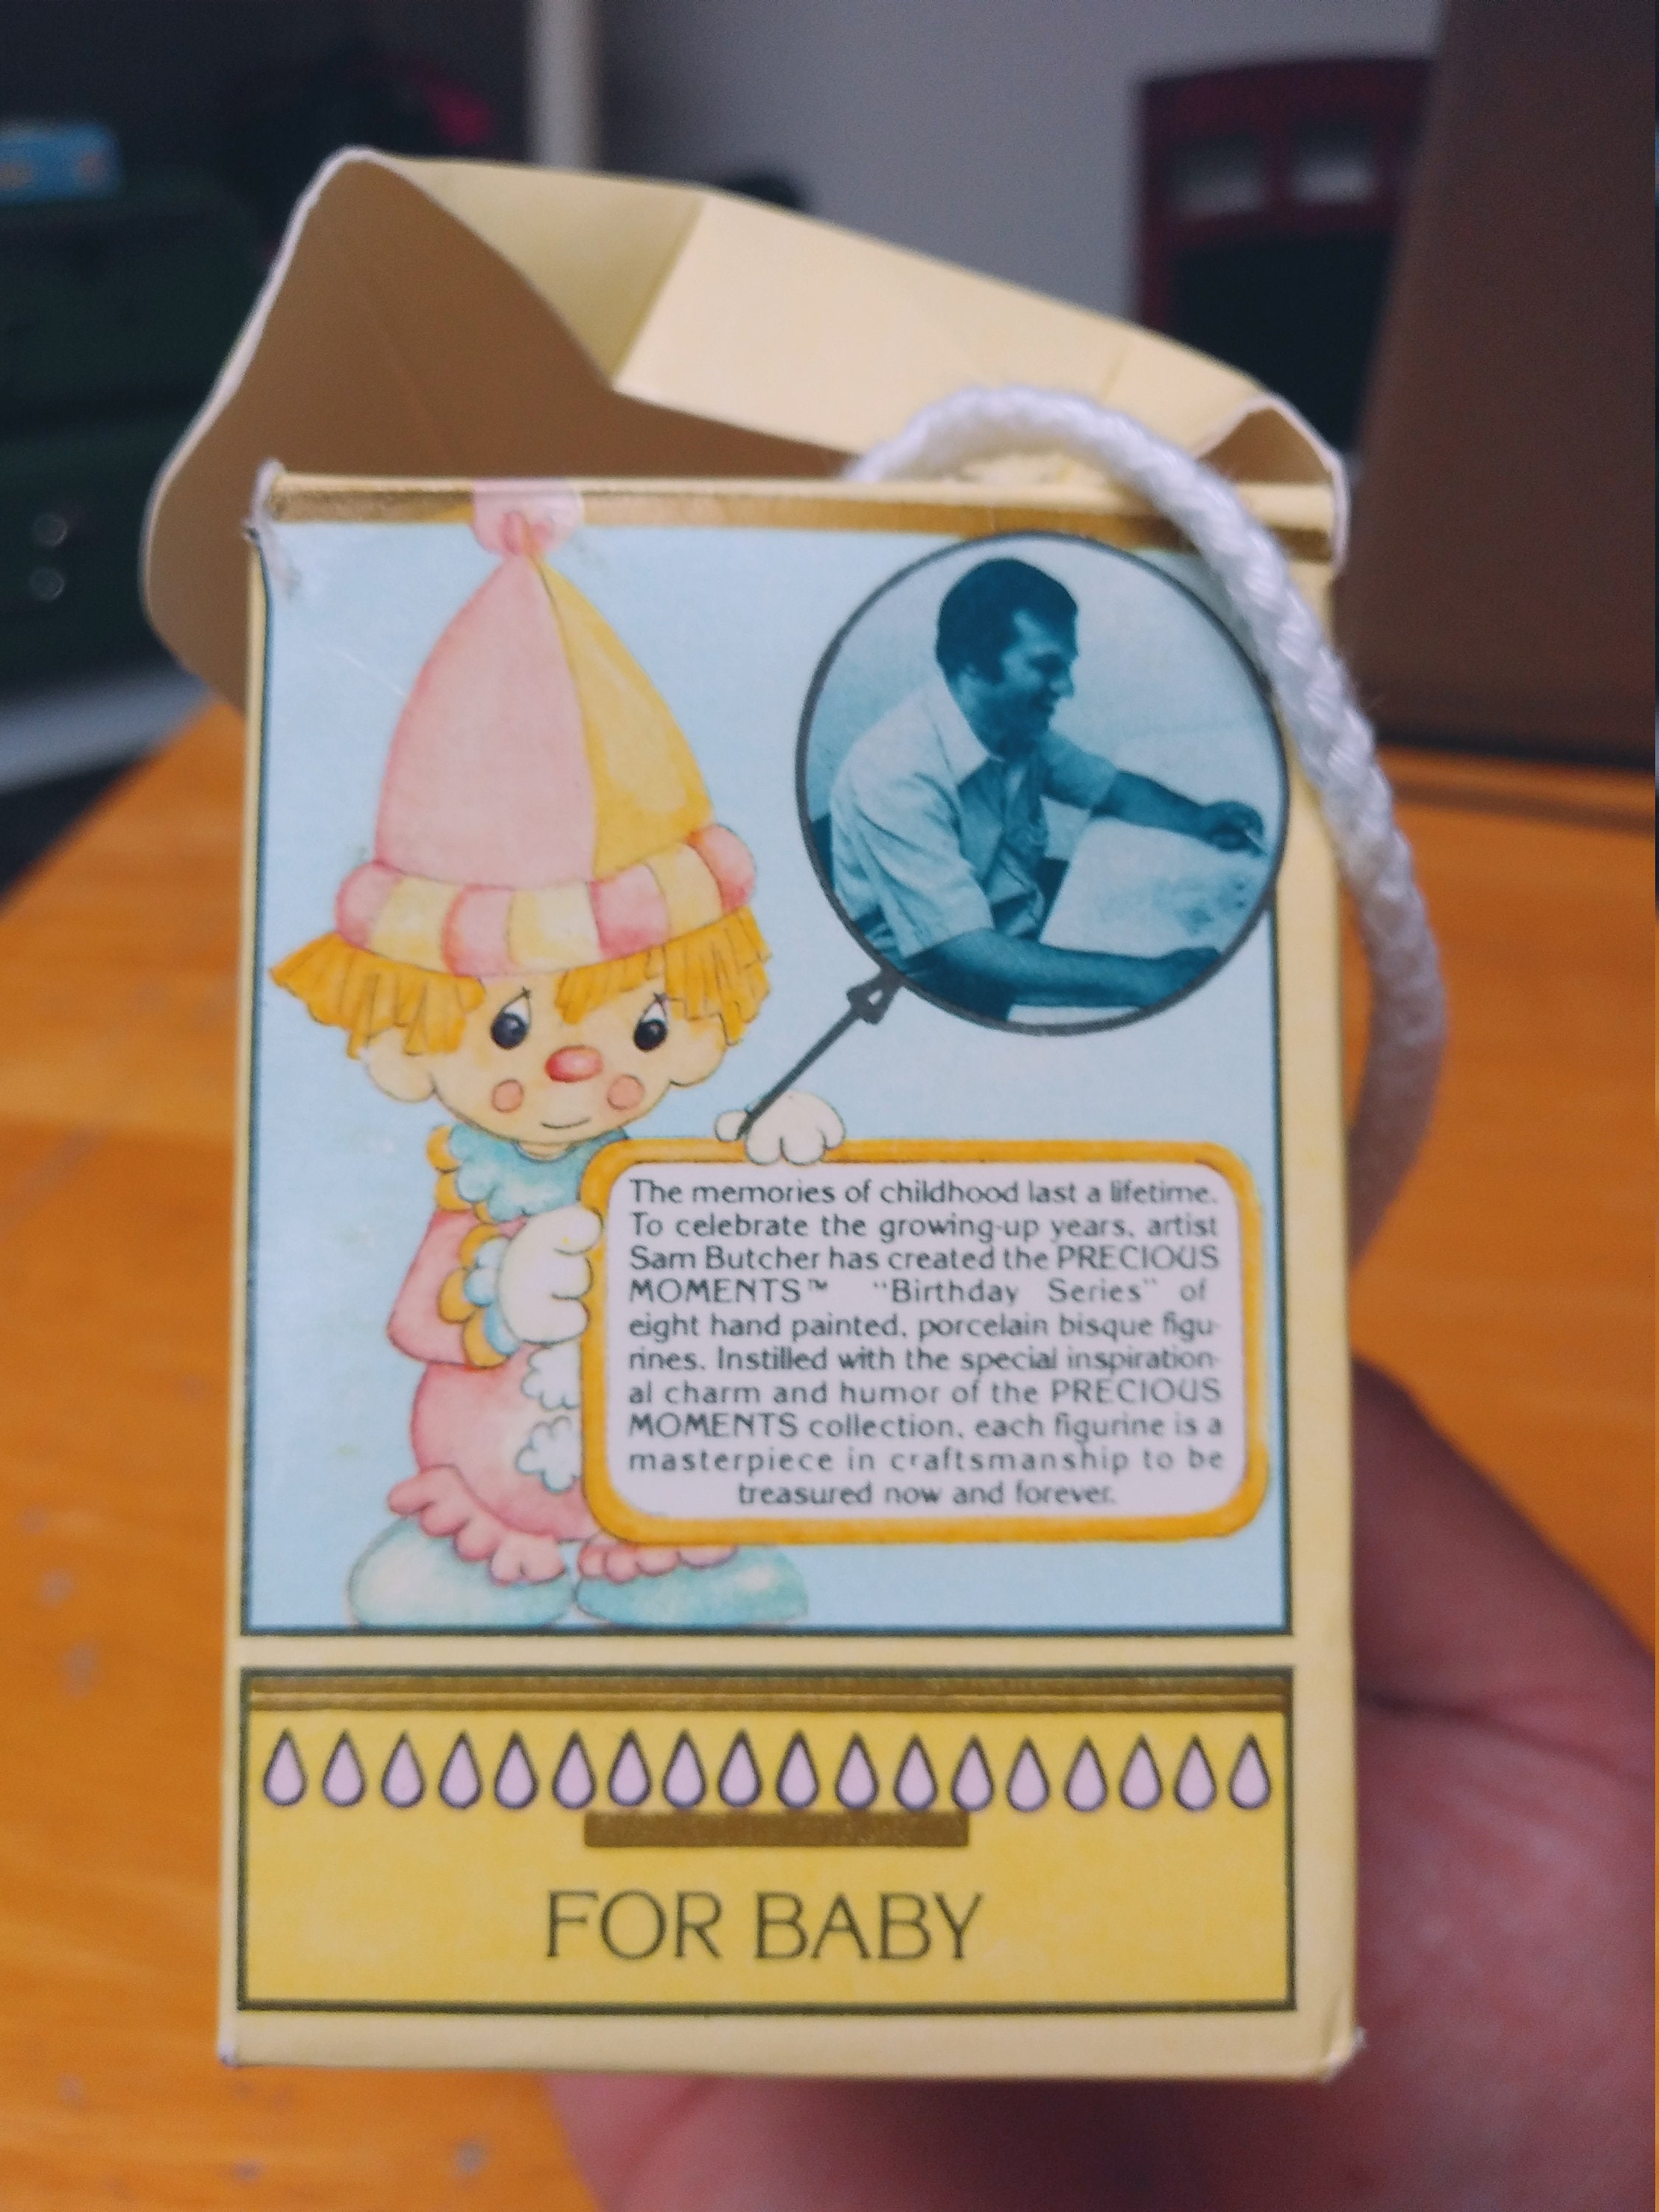 The memories of childhood last a lifetime.
To celebrate the growing-up years, artist
Sam Butcher has created the PRECIOUS
MOMENTS™ "Birthday Series" of
eight hand painted, porcelain bisque figu-
rines. Instilled with the special inspiration-
al charm and humor of the PRECIOUS
MOMENTS collection, each figurine is a
masterpiece in craftsmanship to be
treasured now and forever.
FOR BABY